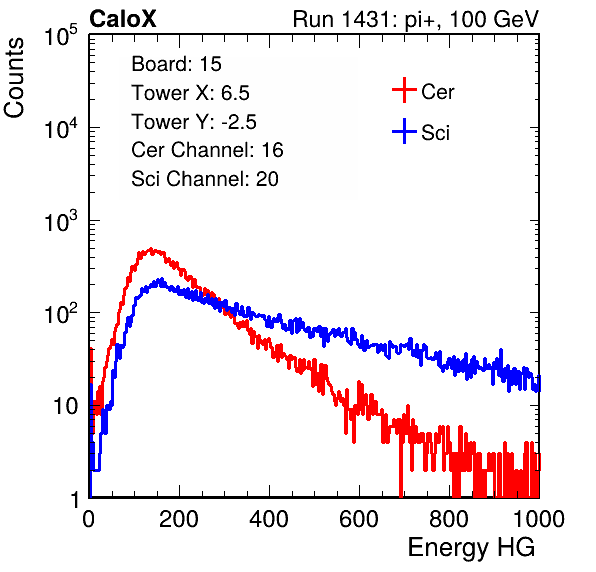 CaloX Run 1431: pi+, 100 GeV
Counts
Board: 15
Tower X: 6.5
Tower Y: -2.5
Cer Channel: 16
Sci Channel: 20
Cer
Sci
10^5
10^4
10^3
10^2
10
1
0 200 400 600 800 1000
Energy HG